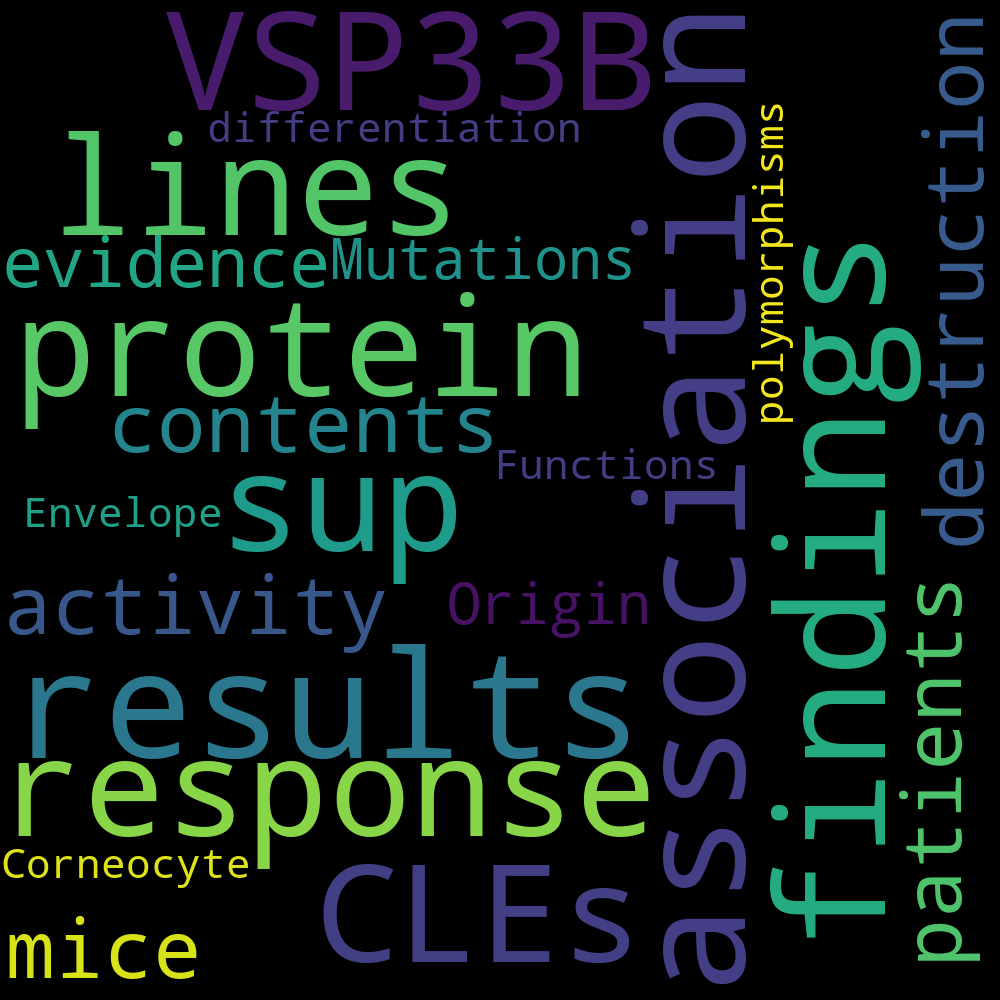 VSP33B
differentiation
lines
evidence
Mutations
protein
contents
Functions
sup
Envelope
activity
Origin
results
response
Corneocyte
CLEs
mice
association
polymorphisms
findings
destruction
patients